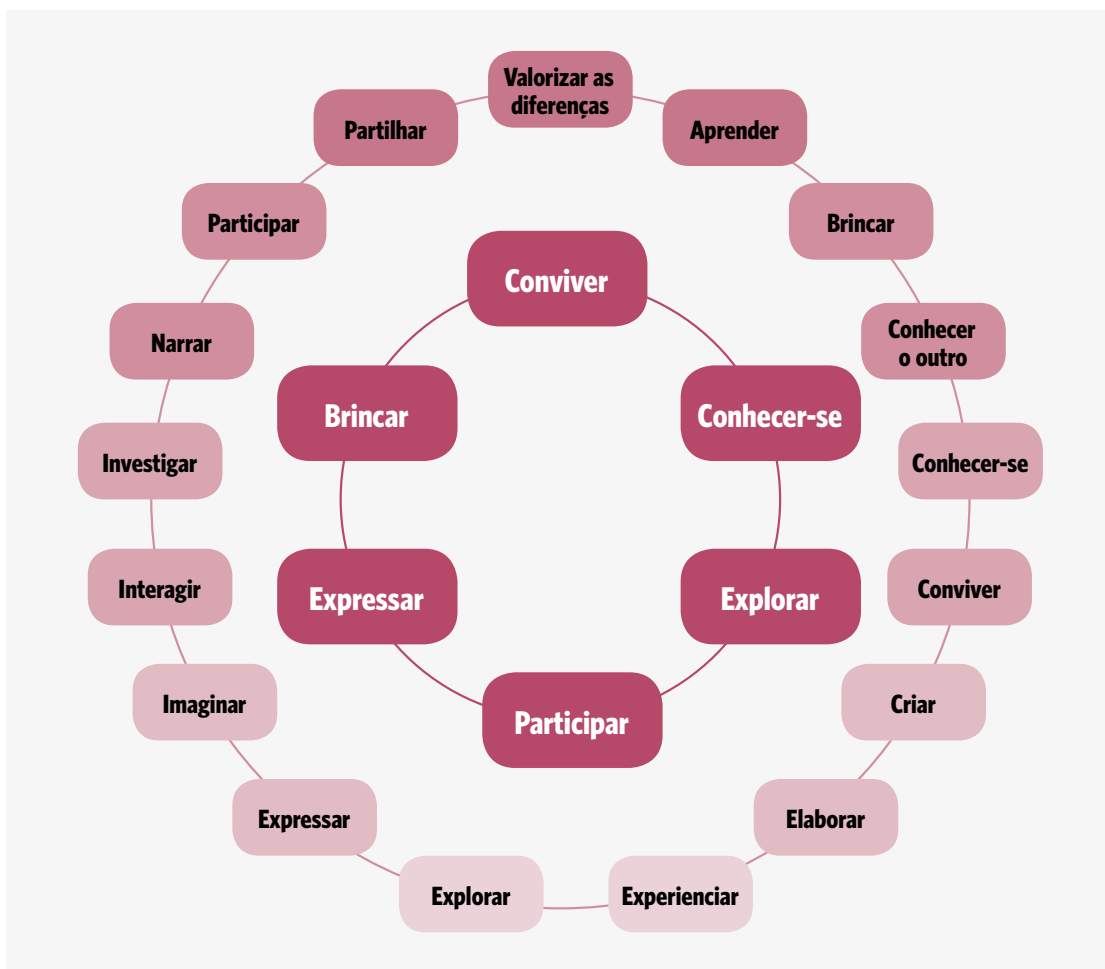 Valorizar as
diferenças
Partilhar
Aprender
Participar
Brincar
Conviver
Narrar
Conhecer
o outro
Brincar
Conhecer-se
Investigar
Conhecer-se
Interagir
Expressar
Explorar
Conviver
Imaginar
Participar
Criar
Expressar
Elaborar
Explorar
Experienciar